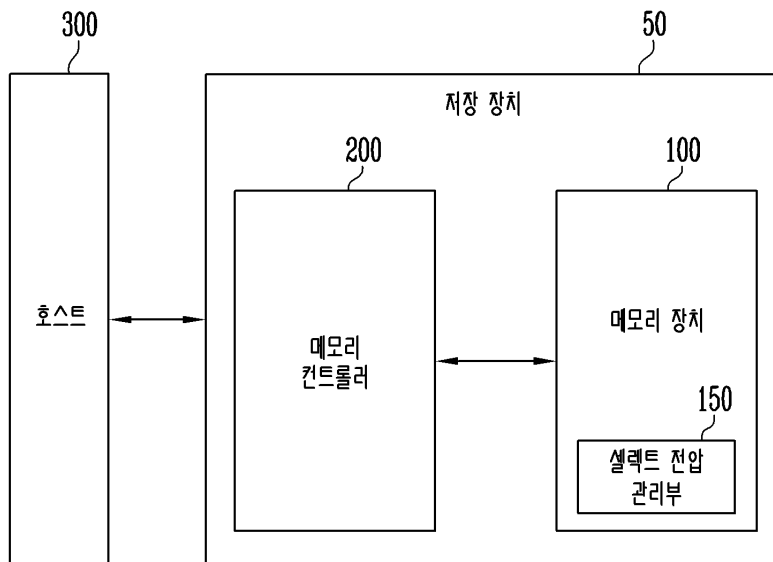 300
50
저장 장치
200
100
호스트
메모리
컨트롤러
메모리 장치
150
셀렉트 전압
관리부